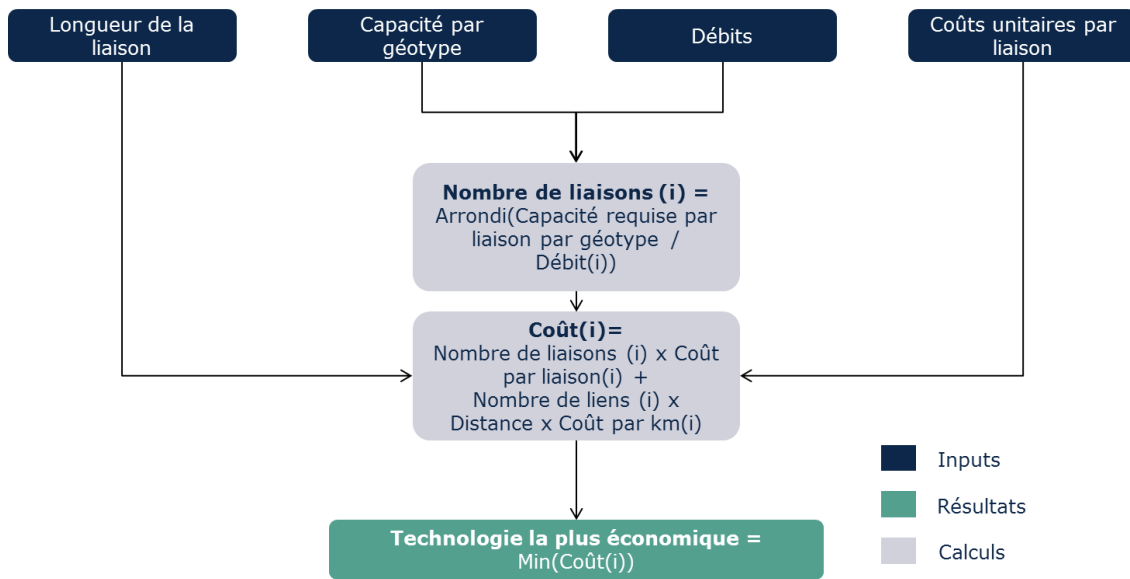 Longueur de la
liaison
Capacité par
géotype
Débits
Coûts unitaires par
liaison
Nombre de liaisons (i) =
Arrondi(Capacité requise par
liaison par géotype /
Débit(i))
Coût(i)=
Nombre de liaisons (i) x Coût
par liaison(i) +
Nombre de liens (i) x
Distance x Coût par km(i)
Technologie la plus économique =
Min(Coût(i))
Inputs
Résultats
Calculs